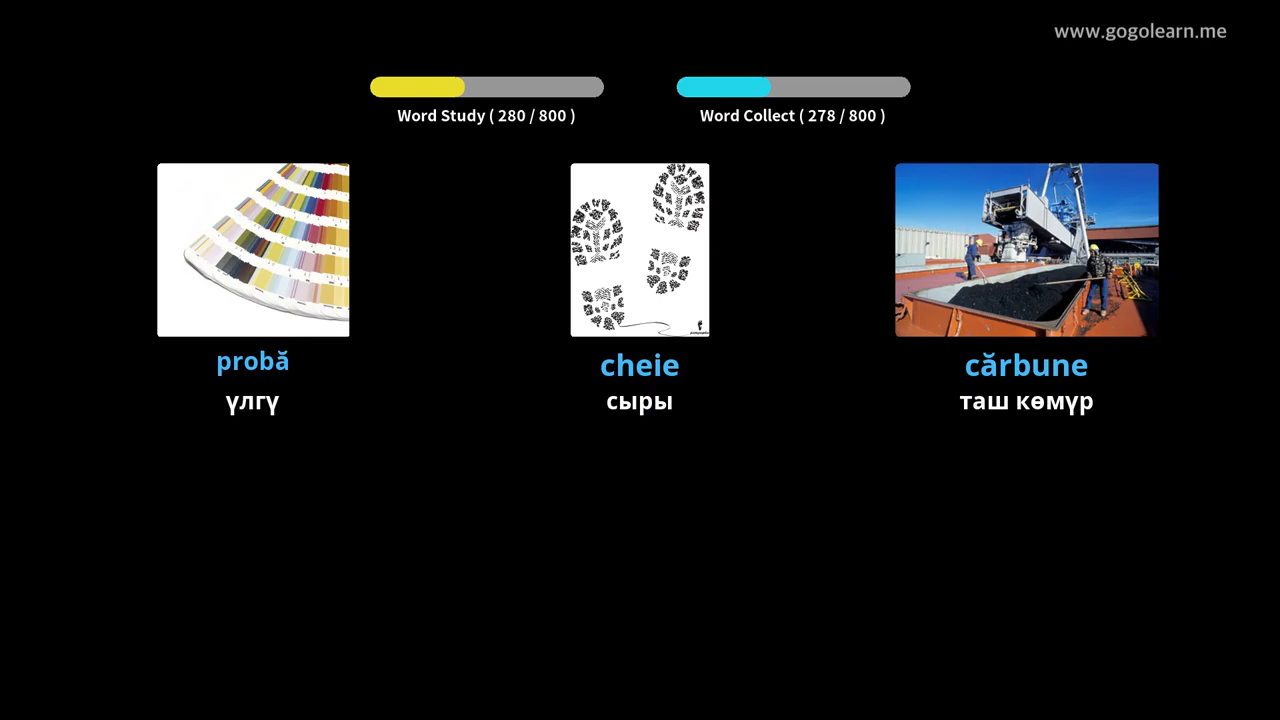 www.gogolearn.me
Word Study ( 280 / 800 )
Word Collect ( 278 / 800 )
probă
cheie
cărbune
үлгү
сыры
таш көмүр